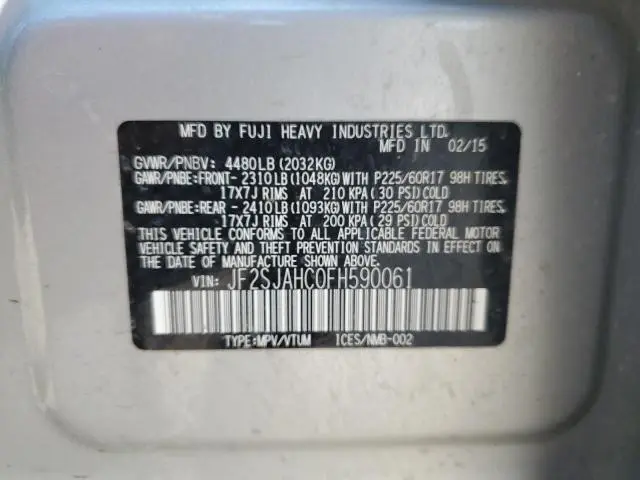 MFD BY FUJI HEAVY INDUSTRIES LTD.
MFD IN 02/15
GVWR/PNBV: 4480LB (2032KG)
GAWR/PNBE:FRONT-2310LB(1048KG)WITH P225/60R17 98H TIRES,
17X7J RIMS AT 210 KPA(30 PSI)COLD
GAWR/PNBE:REAR -2410LB(1093KG)WITH P225/60R17 98H TIRES,
17X7J RIMS AT 200 KPA(29 PSI)COLD
THIS VEHICLE CONFORMS TO ALL APPLICABLE FEDERAL MOTOR
VEHICLE SAFETY AND THEFT PREVENTION STANDARDS IN EFFECT ON THE
DATE OF MANUFACTURE SHOWN ABOVE.
VIN: JF2SJAHC0FH590061
TYPE:MPV/VTUM ICES/NMB-002